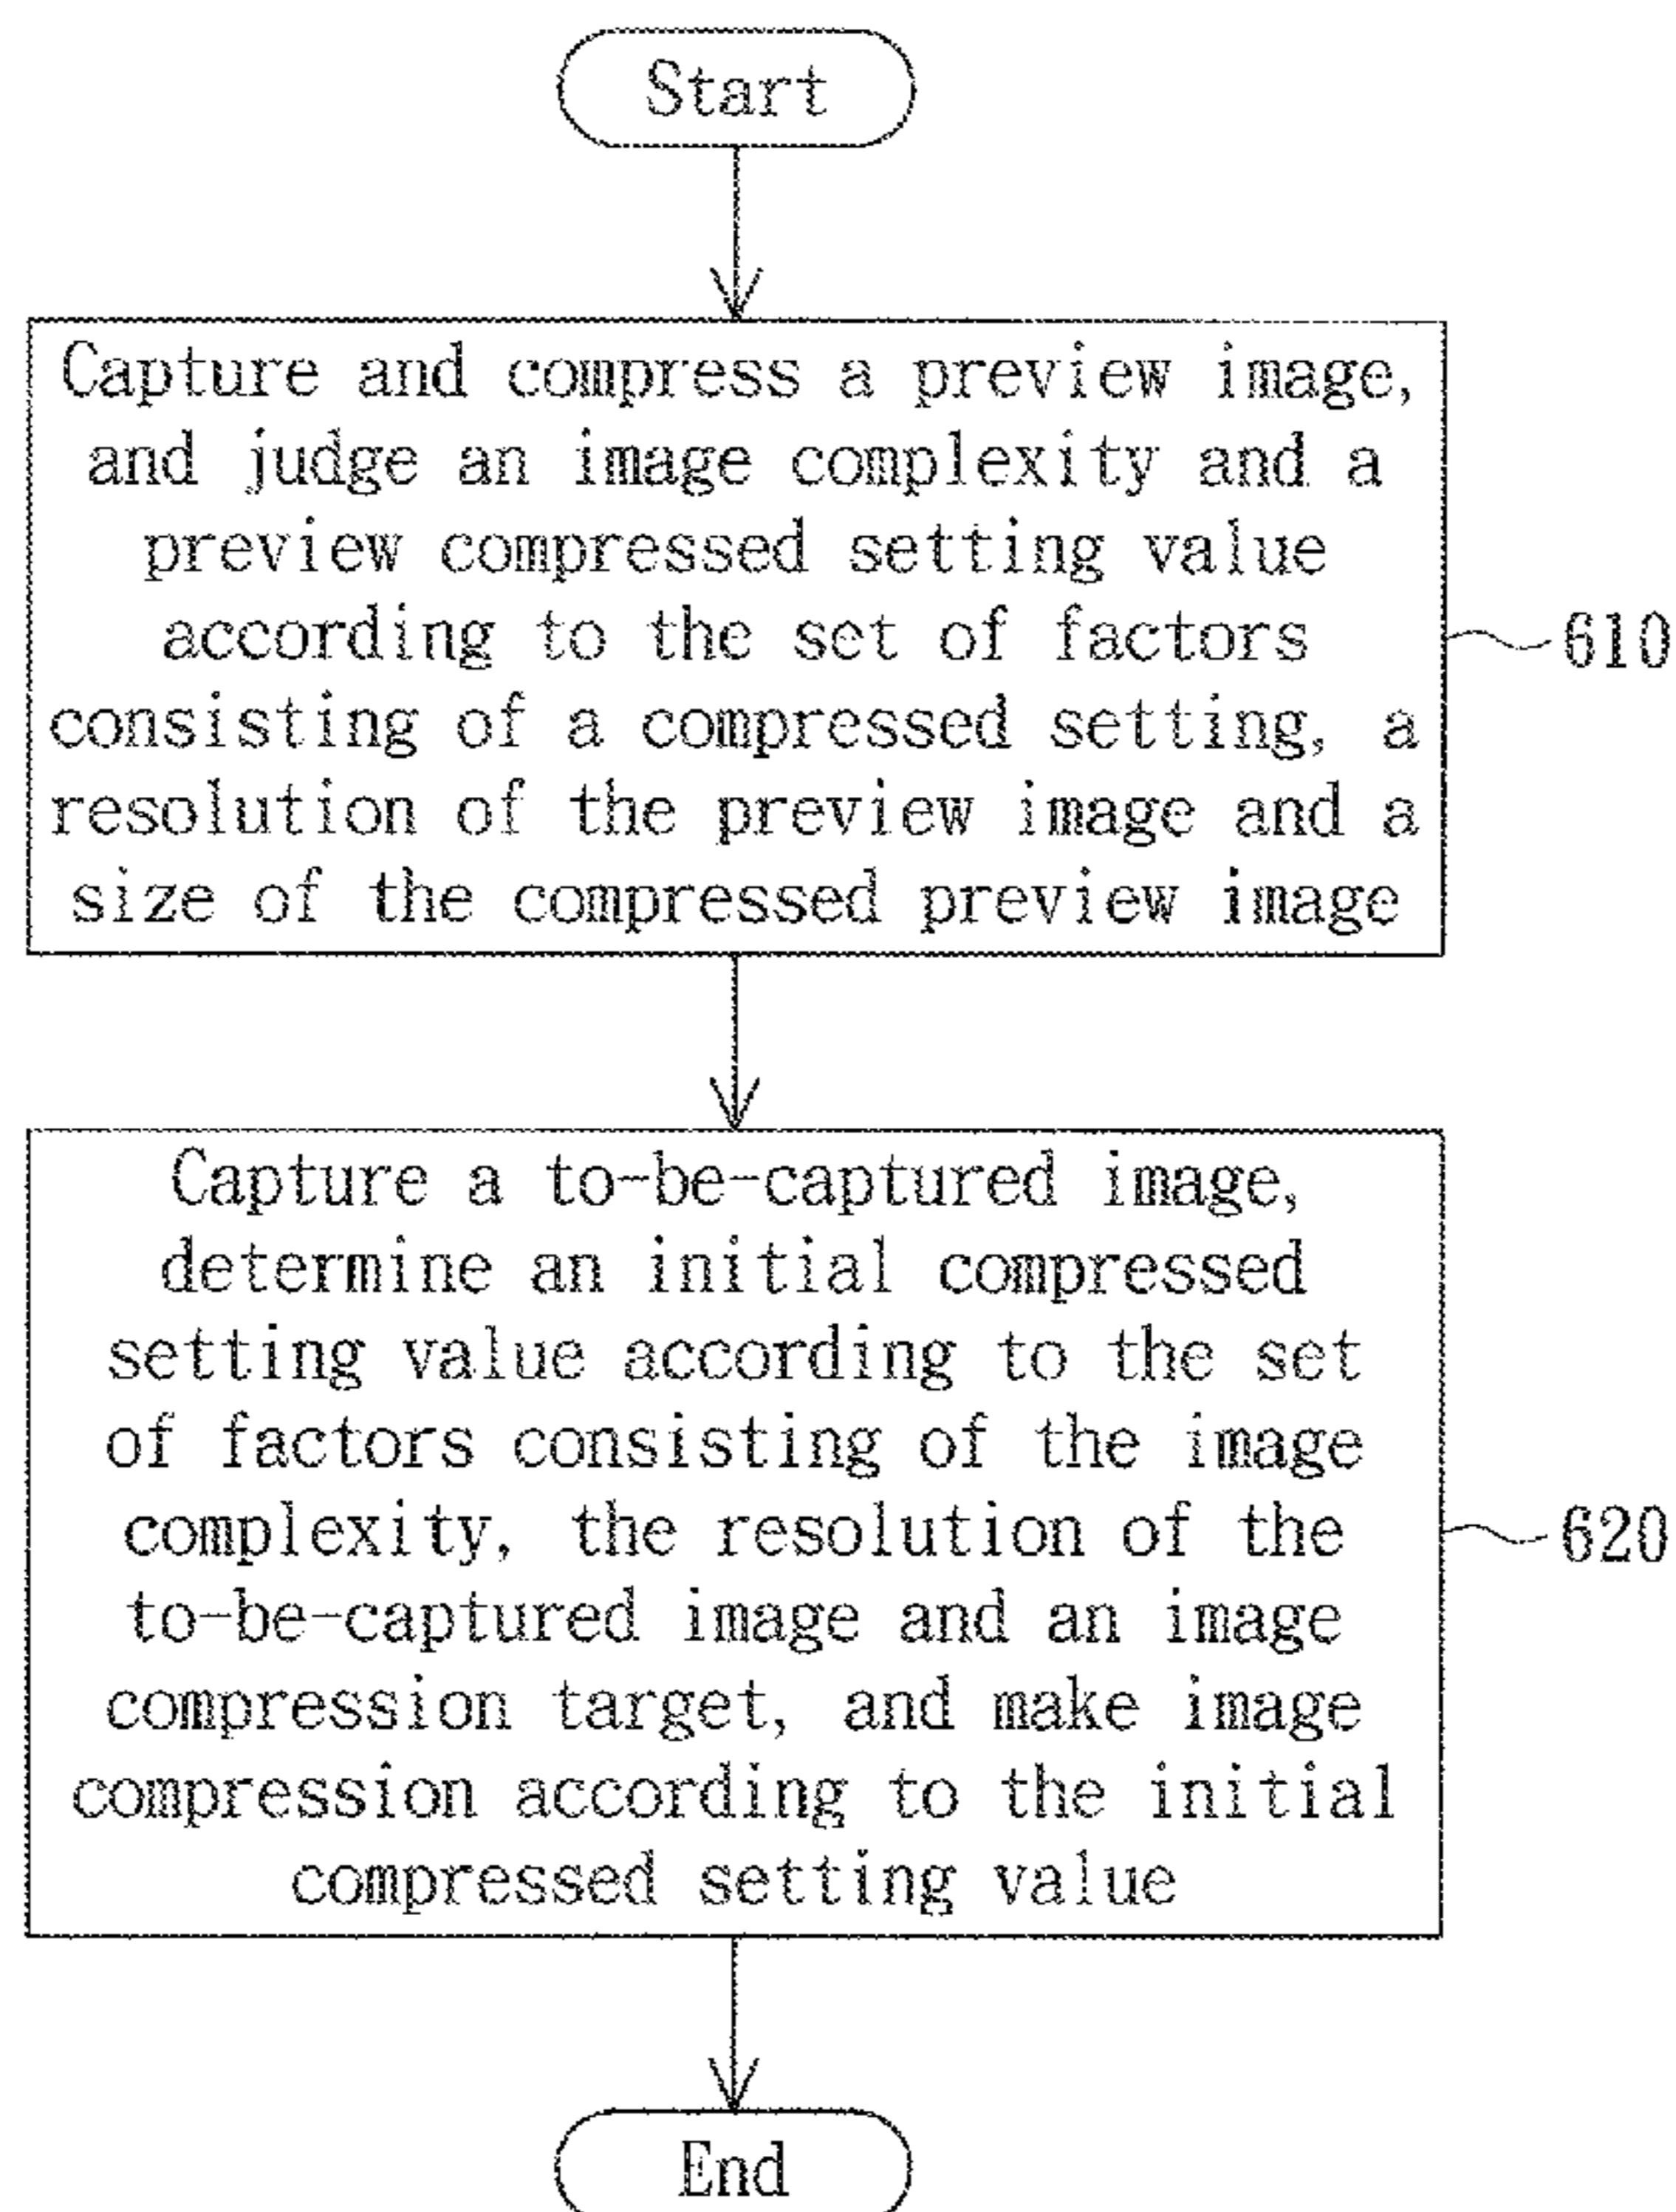 Start
Capture and compress a preview image,
and judge an image complexity and a
preview compressed setting value
according to the set of factors
consisting of a compressed setting, a
resolution of the preview image and a
size of the compressed preview image
610
Capture a to-be-captured image,
determine an initial compressed
setting value according to the set
of factors consisting of the image
complexity, the resolution of the
to-be-captured image and an image
compression target, and make image
compression according to the initial
compressed setting value
620
End